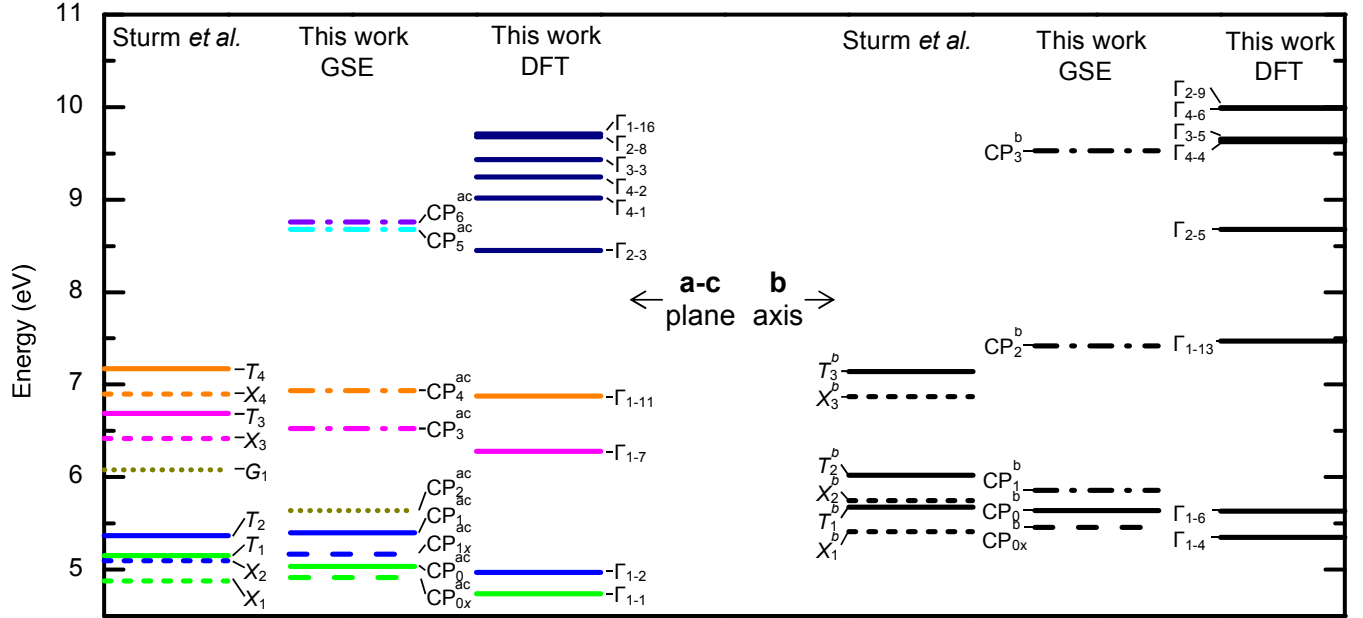 Energy (eV)
11
10
9
8
7
6
5
Sturm et al.
This work
GSE
This work
DFT
Sturm et al.
This work
GSE
This work
DFT
T4
X4
T3
X3
G1
T2
T1
X2
X1
CP6ac
CP5ac
CP4ac
CP3ac
CP2ac
CP1ac
CP1xac
CP0ac
CP0xac
Γ1-16
Γ2-8
Γ3-3
Γ4-2
Γ4-1
Γ2-3
Γ1-11
Γ1-7
Γ1-2
Γ1-1
a-c
plane
b
axis
T3b
X3b
T2b
X2b
T1b
X1b
CP3b
CP2b
CP1b
CP0b
CP0xb
Γ2-9
Γ4-6
Γ3-5
Γ4-4
Γ2-5
Γ1-13
Γ1-6
Γ1-4